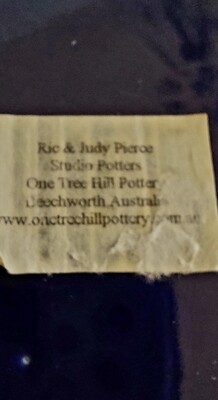 Ric & Judy Pierce
Studio Potters
One Tree Hill Pottery
Beechworth Australia
www.onetreehillpottery.com.au